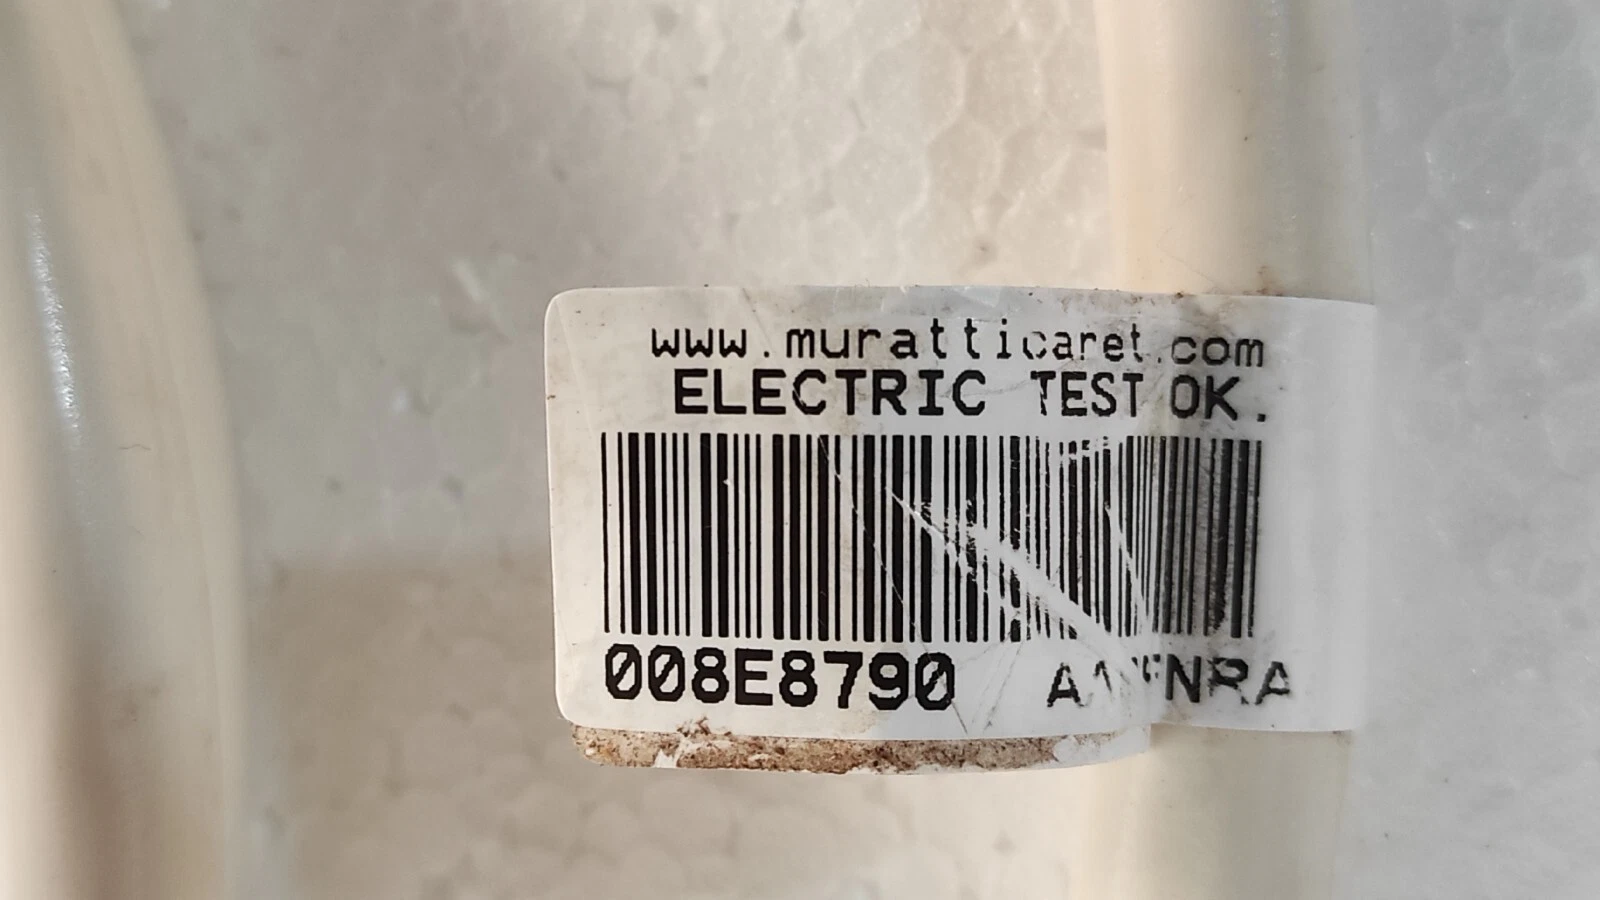 www.muratticaret.com
ELECTRIC TEST OK.
008E8790